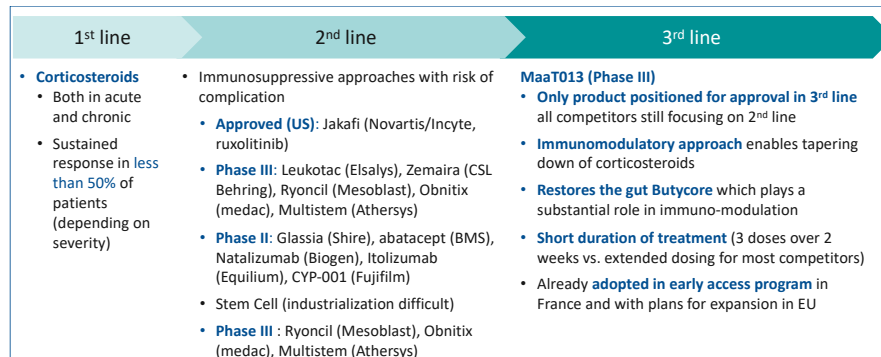 1st line
2nd line
3rd line
• Corticosteroids
• Both in acute
and chronic
• Sustained
response in less
than 50% of
patients
(depending on
severity)
• Immunosuppressive approaches with risk of
complication
• Approved (US): Jakafi (Novartis/Incyte,
ruxolitinib)
• Phase III: Leukotac (Elsalys), Zemaira (CSL
Behring), Ryoncil (Mesoblast), Obnitix
(medac), Multistem (Athersys)
• Phase II: Glassia (Shire), abatacept (BMS),
Natalizumab (Biogen), Itolizumab
(Equilium), CYP-001 (Fujifilm)
• Stem Cell (industrialization difficult)
• Phase III : Ryoncil (Mesoblast), Obnitix
(medac), Multistem (Athersys)
MaaT013 (Phase III)
• Only product positioned for approval in 3rd line
all competitors still focusing on 2nd line
• Immunomodulatory approach enables tapering
down of corticosteroids
• Restores the gut Butycore which plays a
substantial role in immuno-modulation
• Short duration of treatment (3 doses over 2
weeks vs. extended dosing for most competitors)
• Already adopted in early access program in
France and with plans for expansion in EU